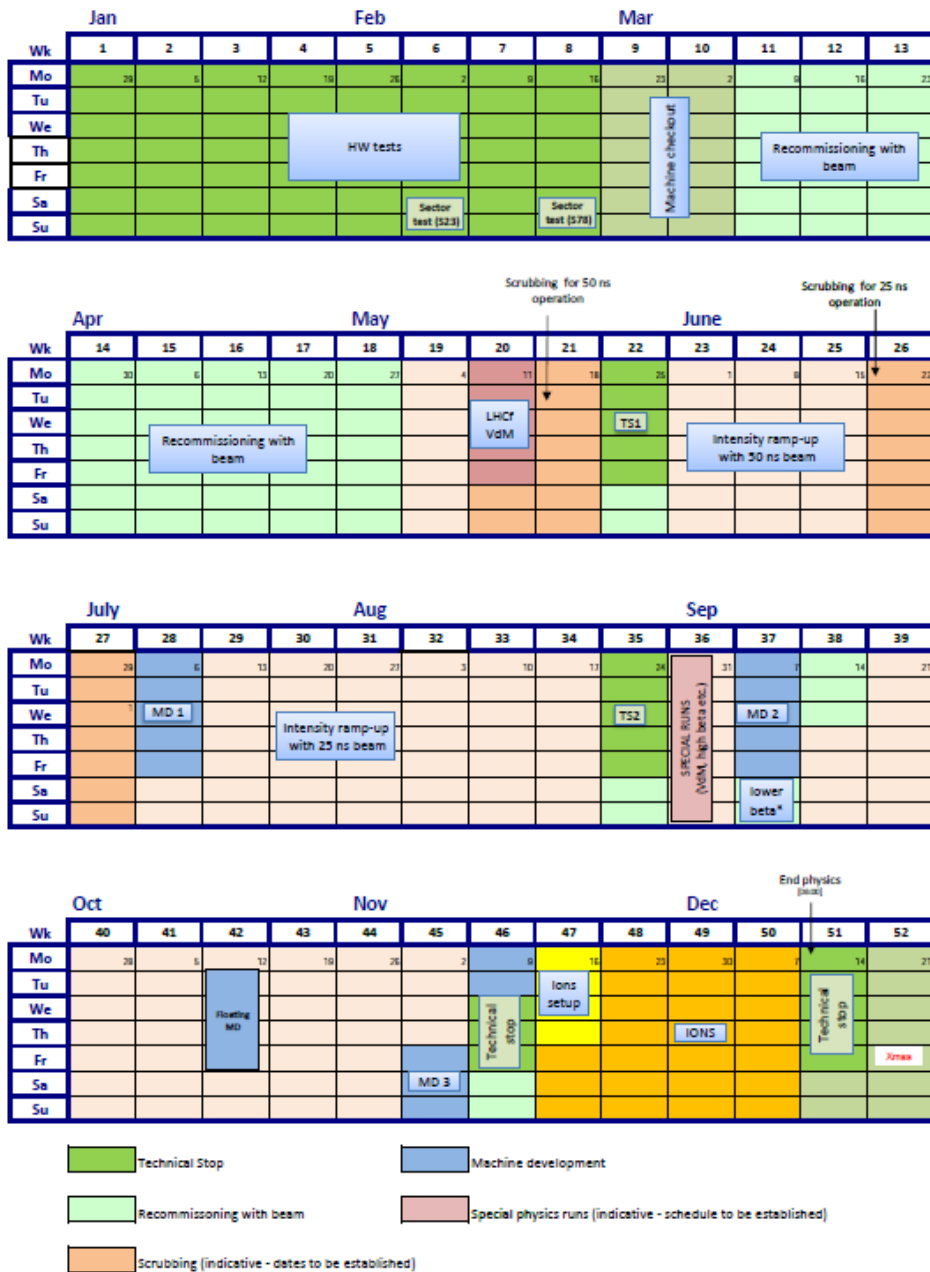 Jan Feb Mar
Wk 1 2 3 4 5 6 7 8 9 10 11 12 13
Mo 29 5 12 19 26 2 9 16 23 2 9 16 23
Tu
We
HW tests
Machine checkout
Recommissioning with
beam
Th
Fr
Sa
Sector
test (S23)
Sector
test (S78)
Su
Scrubbing for 50 ns
operation
Scrubbing for 25 ns
operation
Apr May June
Wk 14 15 16 17 18 19 20 21 22 23 24 25 26
Mo 30 6 13 20 27 4 11 18 25 1 8 15 22
Tu
LHCf
VdM
We
TS1
Recommissioning with
beam
Intensity ramp-up
with 50 ns beam
Th
Fr
Sa
Su
July Aug Sep
Wk 27 28 29 30 31 32 33 34 35 36 37 38 39
Mo 29 6 13 20 27 3 10 17 24 31 7 14 21
Tu
We 1
MD 1
Intensity ramp-up
with 25 ns beam
TS2
SPECIAL RUNS
(VdM, high beta etc.)
MD 2
Th
Fr
Sa
lower
beta*
Su
End physics
Oct Nov Dec
Wk 40 41 42 43 44 45 46 47 48 49 50 51 52
Mo 28 5 12 19 26 2 9 16 23 30 7 14 21
Tu
Ions
setup
Technical
stop
We
Floating
MD
Technical
stop
Th
IONS
Fr
Xmas
Sa
MD 3
Su
Technical Stop
Machine development
Recommissoning with beam
Special physics runs (indicative - schedule to be established)
Scrubbing (indicative - dates to be established)